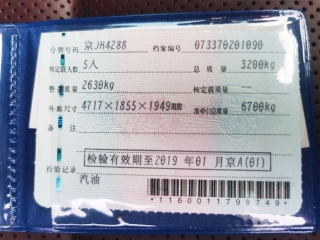 号牌号码 京JH4288 档案编号 073370201090
核定载人数 5人 总质量 3200kg
整备质量 2630kg 核定载质量
外廓尺寸 4717×1855×1949mm 准牵引总质量 6700kg
备注
检验有效期至2019 年01 月京A(01)
检验记录
汽油
*1160011799749*